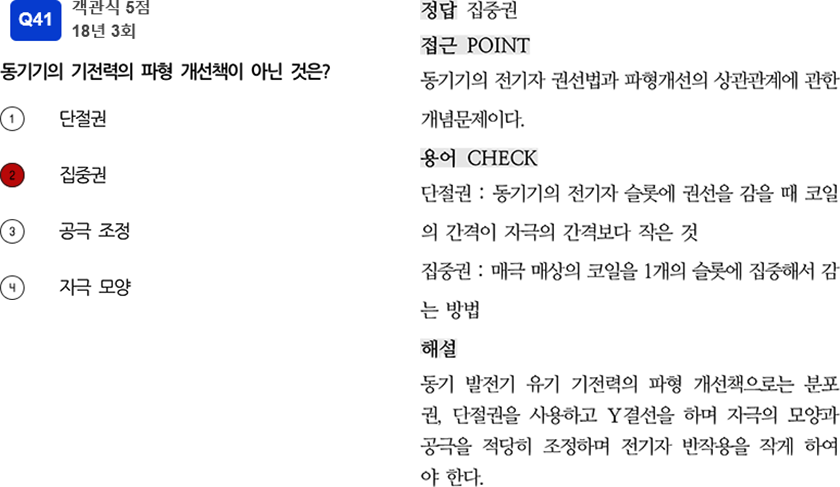 Q41
객관식 5점
18년 3회
동기기의 기전력의 파형 개선책이 아닌 것은?
1 단절권
2 집중권
3 공극 조정
4 자극 모양
정답 집중권
접근 POINT
동기기의 전기자 권선법과 파형개선의 상관관계에 관한
개념문제이다.
용어 CHECK
단절권 : 동기기의 전기자 슬롯에 권선을 감을 때 코일
의 간격이 자극의 간격보다 작은 것
집중권 : 매극 매상의 코일을 1개의 슬롯에 집중해서 감
는 방법
해설
동기 발전기 유기 기전력의 파형 개선책으로는 분포
권, 단절권을 사용하고 Y결선을 하며 자극의 모양과
공극을 적당히 조정하며 전기자 반작용을 작게 하여
야 한다.